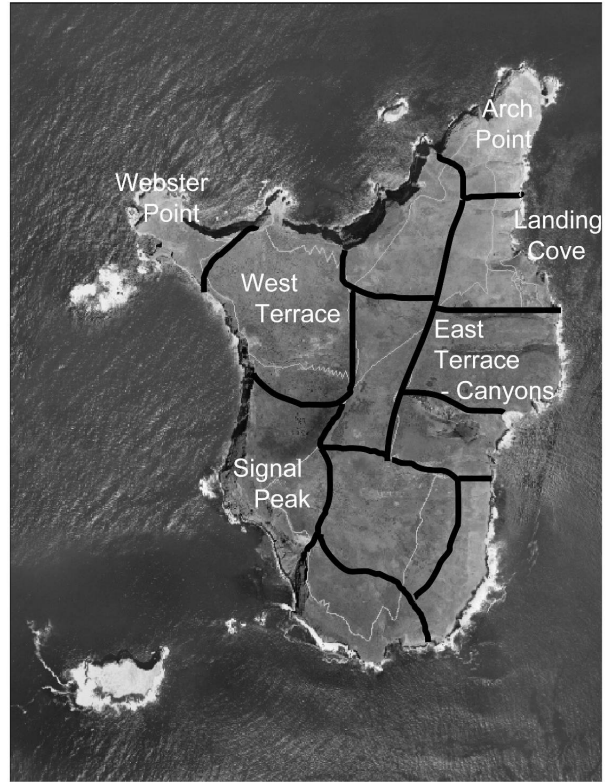 Arch
Point
Webster
Point
Landing
Cove
West
Terrace
East
Terrace
- Canyons
Signal
Peak